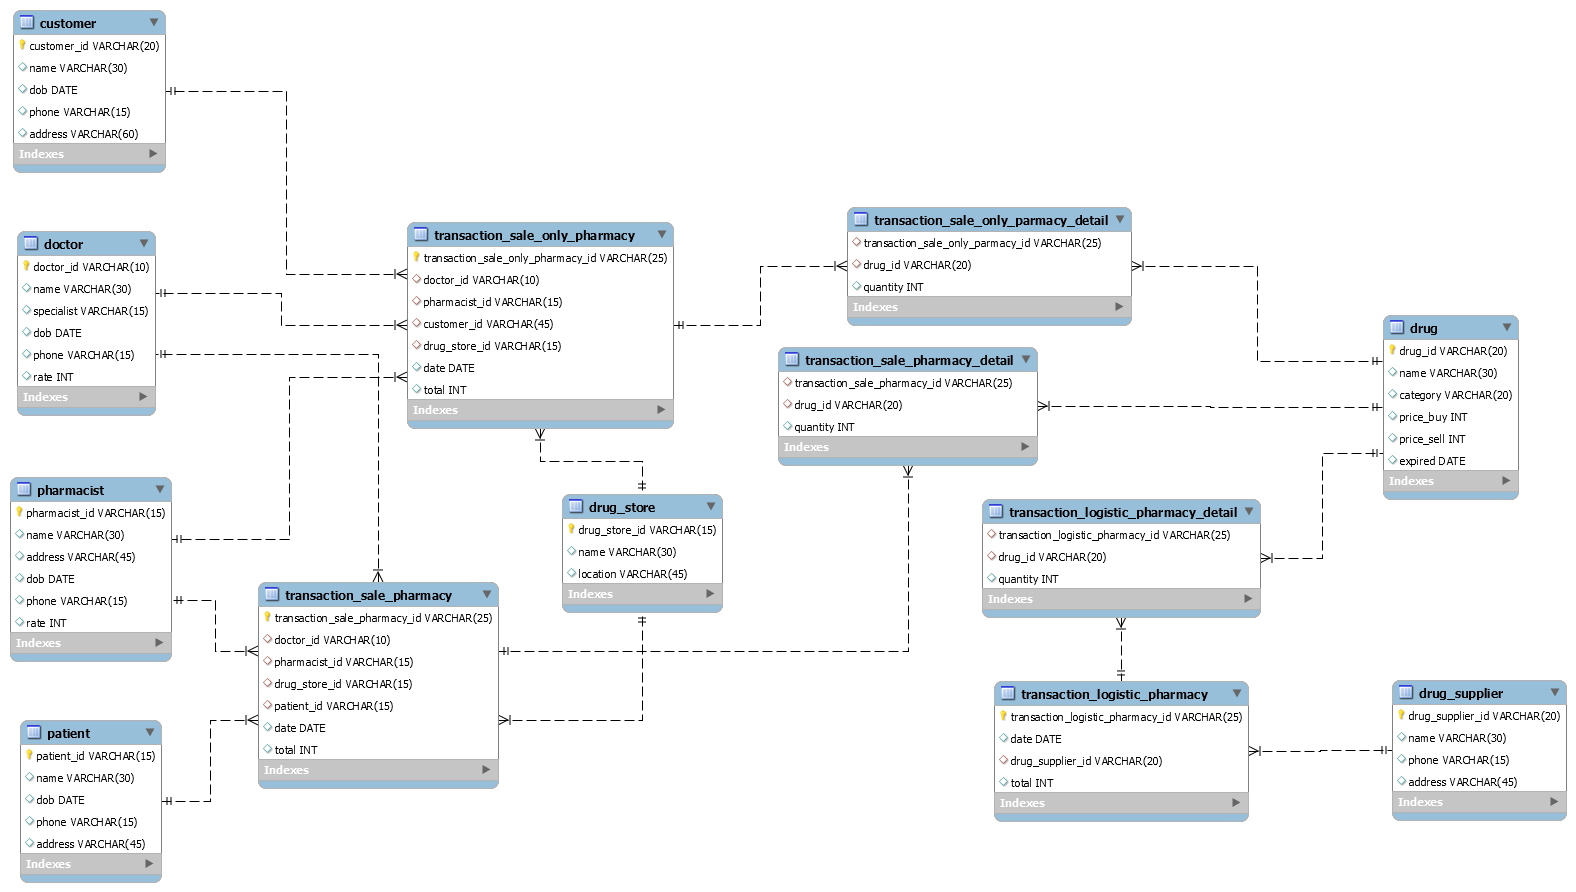 customer
customer_id VARCHAR(20)
name VARCHAR(30)
dob DATE
phone VARCHAR(15)
address VARCHAR(60)
Indexes
doctor
doctor_id VARCHAR(10)
name VARCHAR(30)
specialist VARCHAR(15)
dob DATE
phone VARCHAR(15)
rate INT
Indexes
pharmacist
pharmacist_id VARCHAR(15)
name VARCHAR(30)
address VARCHAR(45)
dob DATE
phone VARCHAR(15)
rate INT
Indexes
patient
patient_id VARCHAR(15)
name VARCHAR(30)
dob DATE
phone VARCHAR(15)
address VARCHAR(45)
Indexes
transaction_sale_only_pharmacy
transaction_sale_only_pharmacy_id VARCHAR(25)
doctor_id VARCHAR(10)
pharmacist_id VARCHAR(15)
customer_id VARCHAR(45)
drug_store_id VARCHAR(15)
date DATE
total INT
Indexes
transaction_sale_pharmacy
transaction_sale_pharmacy_id VARCHAR(25)
doctor_id VARCHAR(10)
pharmacist_id VARCHAR(15)
drug_store_id VARCHAR(15)
patient_id VARCHAR(15)
date DATE
total INT
Indexes
drug_store
drug_store_id VARCHAR(15)
name VARCHAR(30)
location VARCHAR(45)
Indexes
transaction_sale_only_parmacy_detail
transaction_sale_only_parmacy_id VARCHAR(25)
drug_id VARCHAR(20)
quantity INT
Indexes
transaction_sale_pharmacy_detail
transaction_sale_pharmacy_id VARCHAR(25)
drug_id VARCHAR(20)
quantity INT
Indexes
transaction_logistic_pharmacy_detail
transaction_logistic_pharmacy_id VARCHAR(25)
drug_id VARCHAR(20)
quantity INT
Indexes
transaction_logistic_pharmacy
transaction_logistic_pharmacy_id VARCHAR(25)
date DATE
drug_supplier_id VARCHAR(20)
total INT
Indexes
drug
drug_id VARCHAR(20)
name VARCHAR(30)
category VARCHAR(20)
price_buy INT
price_sell INT
expired DATE
Indexes
drug_supplier
drug_supplier_id VARCHAR(20)
name VARCHAR(30)
phone VARCHAR(15)
address VARCHAR(45)
Indexes